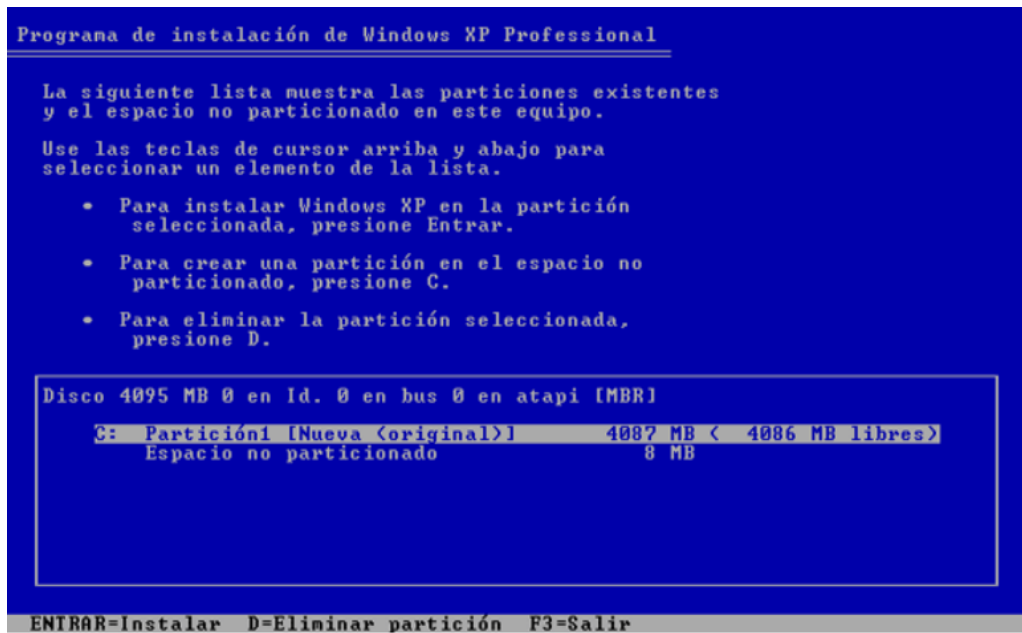 Programa de instalación de Windows XP Professional
La siguiente lista muestra las particiones existentes
y el espacio no particionado en este equipo.
Use las teclas de cursor arriba y abajo para
seleccionar un elemento de la lista.
• Para instalar Windows XP en la partición
seleccionada, presione Entrar.
• Para crear una partición en el espacio no
particionado, presione C.
• Para eliminar la partición seleccionada,
presione D.
Disco 4095 MB 0 en Id. 0 en bus 0 en atapi [MBR]
C: Partición1 [Nueva (original)] 4087 MB ( 4086 MB libres)
Espacio no particionado 8 MB
ENTRAR=Instalar D=Eliminar partición F3=Salir